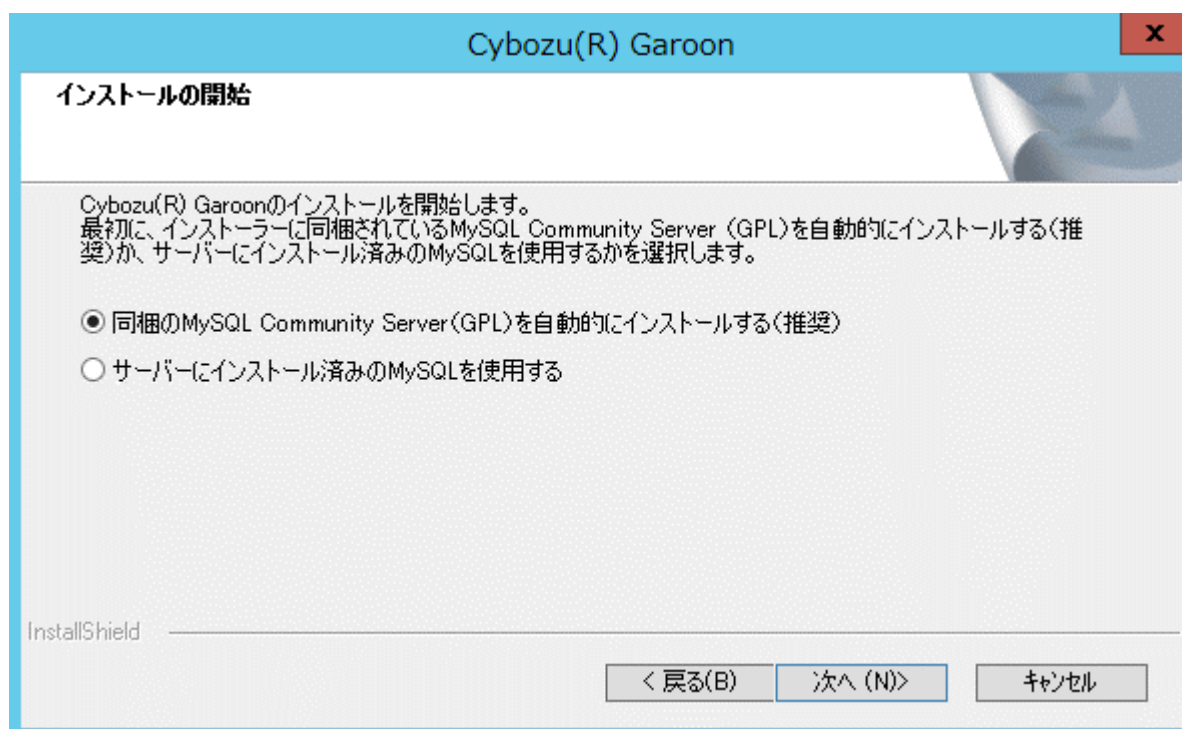 Cybozu(R) Garoon
x
インストールの開始
Cybozu(R) Garoonのインストールを開始します。
最初に、インストーラーに同梱されているMySQL Community Server (GPL)を自動的にインストールする(推
奨)か、サーバーにインストール済みのMySQLを使用するかを選択します。
同梱のMySQL Community Server(GPL)を自動的にインストールする(推奨)
サーバーにインストール済みのMySQLを使用する
InstallShield
< 戻る(B)
次へ (N)>
キャンセル